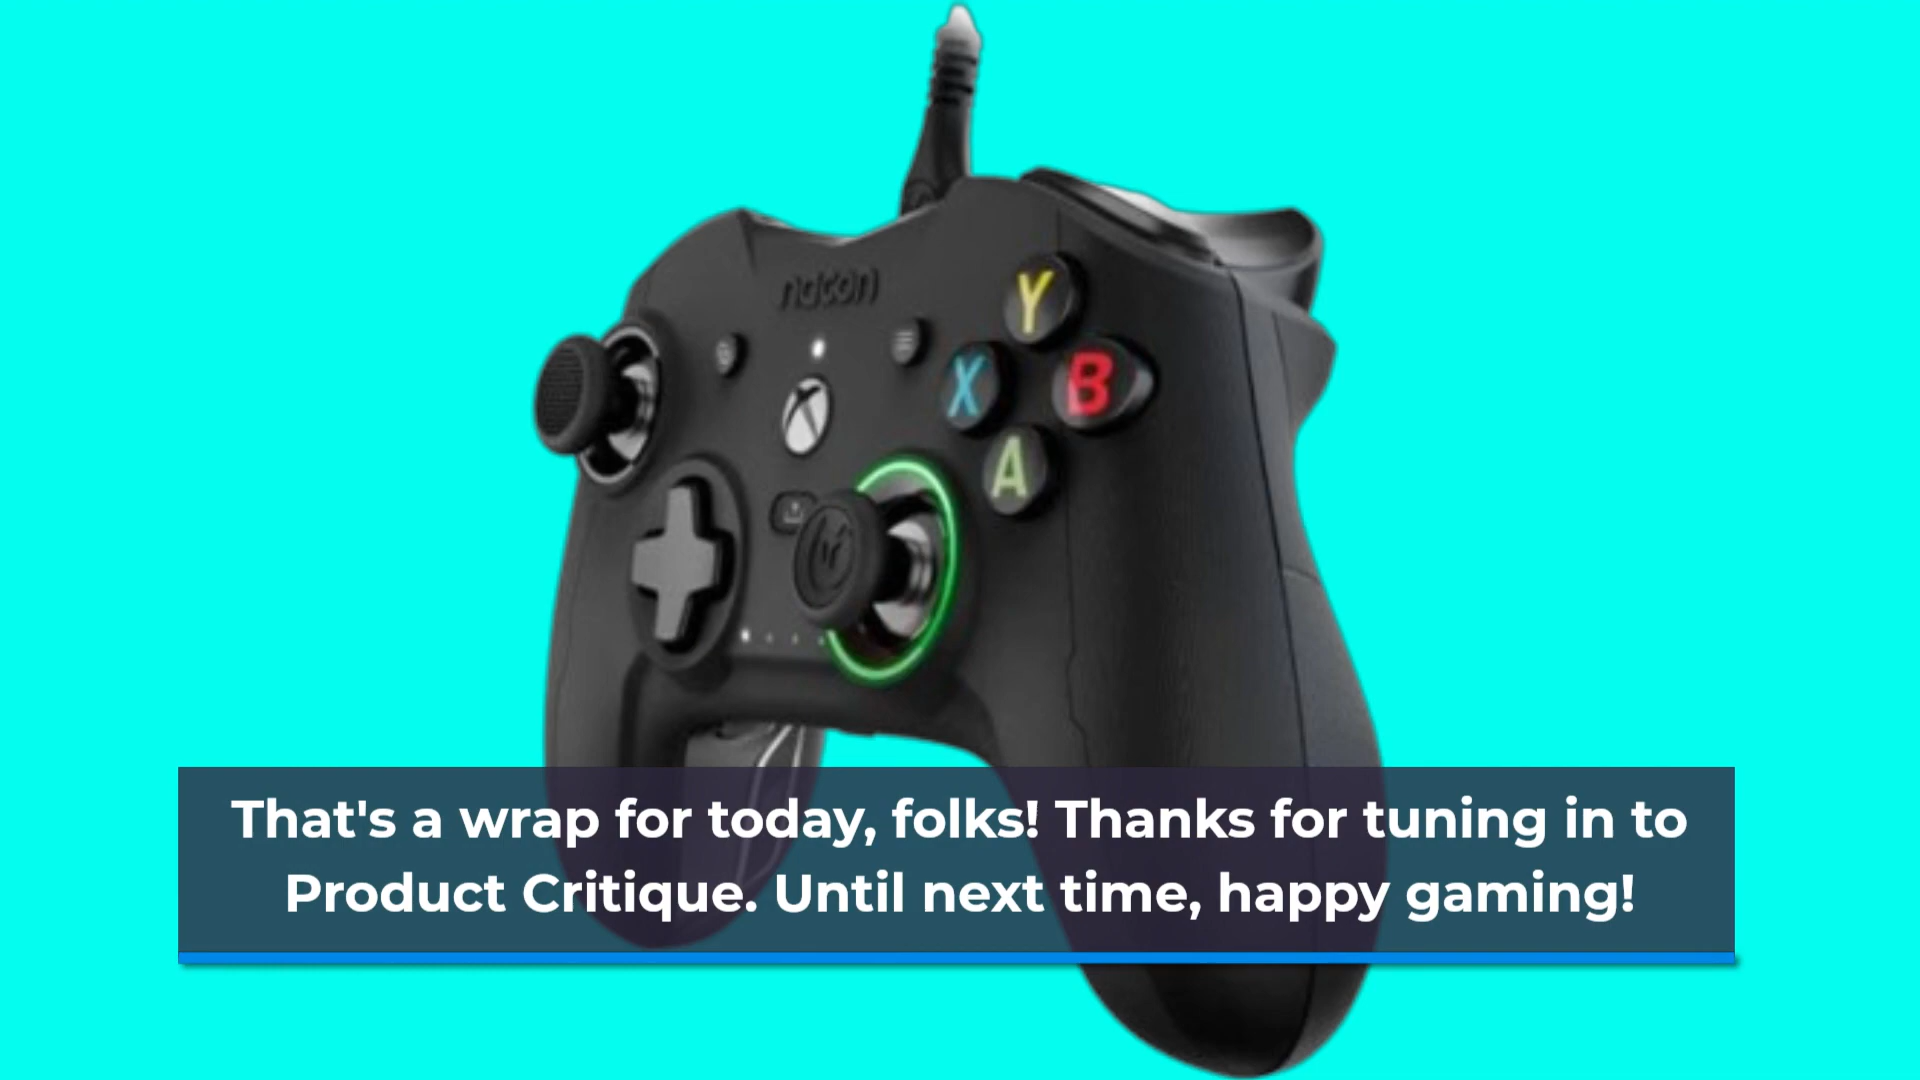 nacon
Y
X
B
A
That's a wrap for today, folks! Thanks for tuning in to
Product Critique. Until next time, happy gaming!